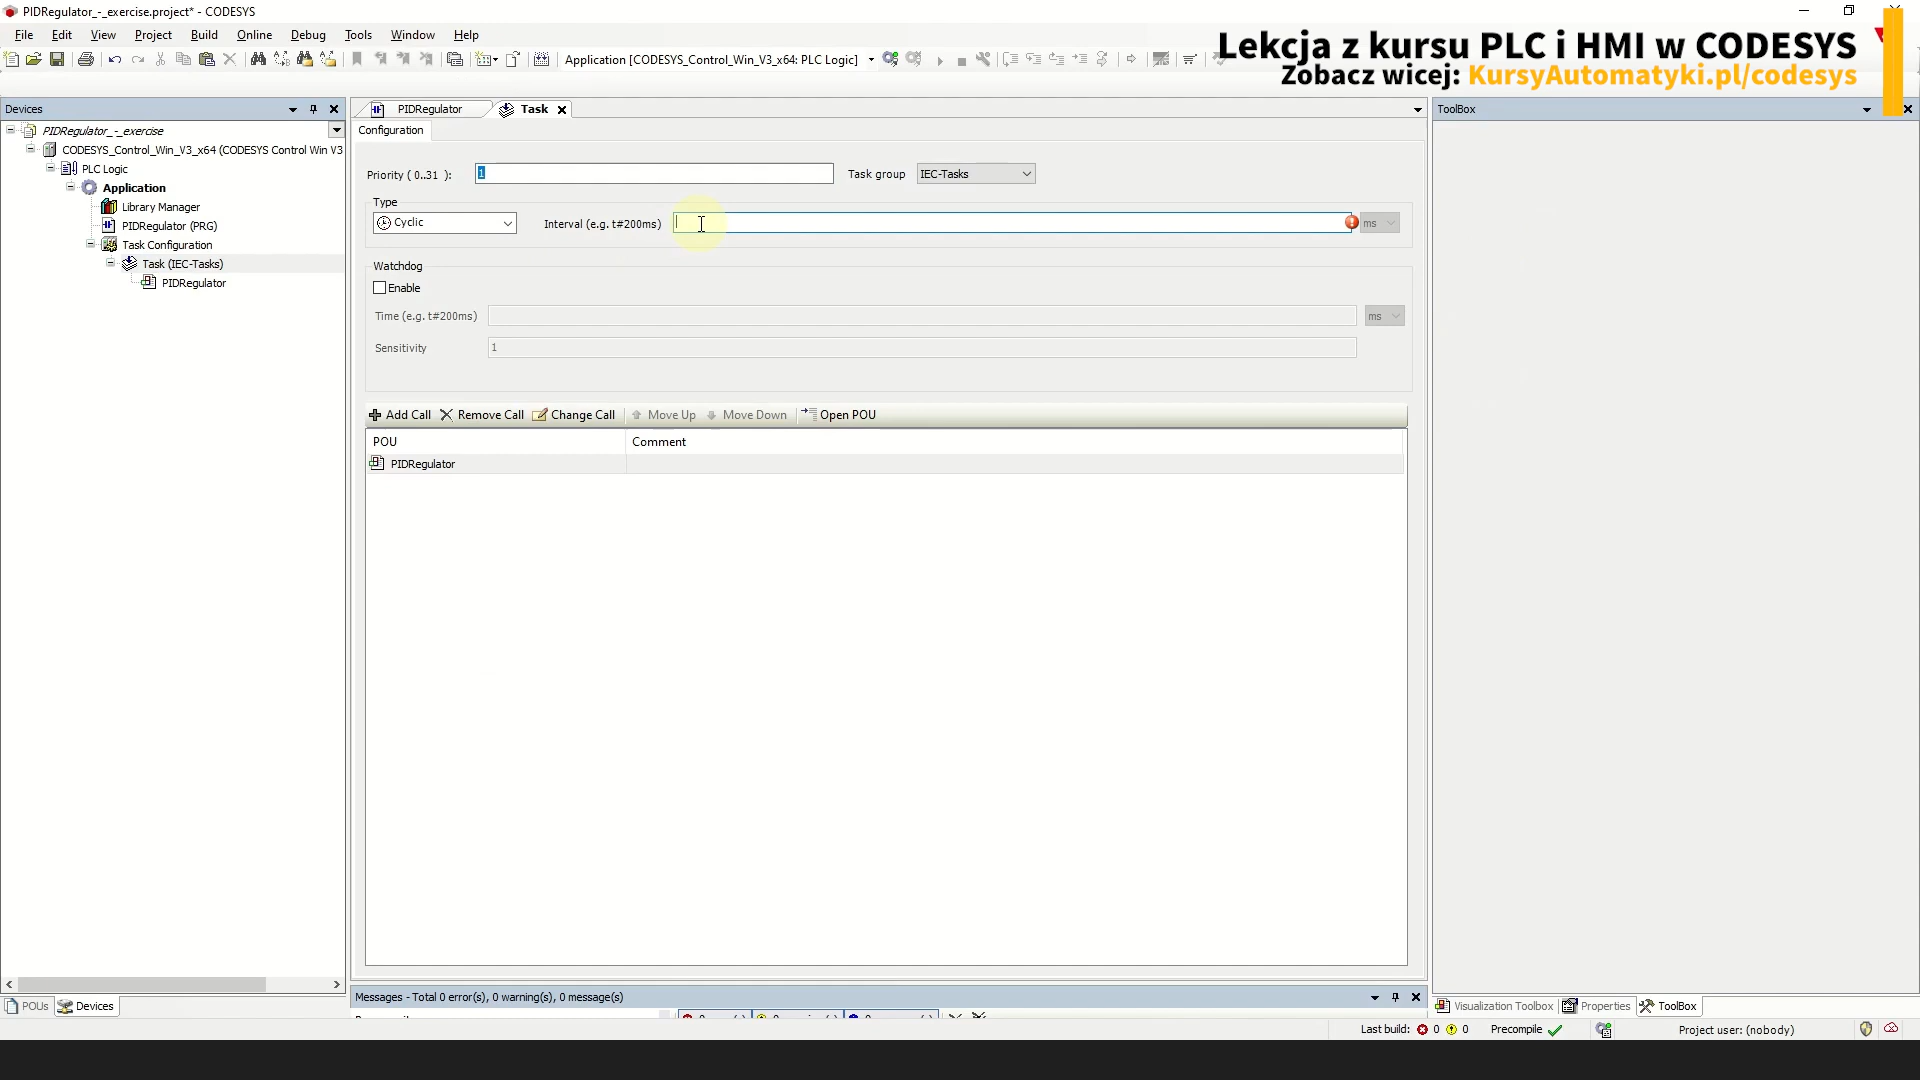 PIDRegulator_-_exercise.project* - CODESYS
File Edit View Project Build Online Debug Tools Window Help
Lekcja z kursu PLC i HMI w CODESYS
Zobacz wicej: KursyAutomatyki.pl/codesys
Application [CODESYS_Control_Win_V3_x64: PLC Logic]
Devices
PIDRegulator_-_exercise
CODESYS_Control_Win_V3_x64 (CODESYS Control Win V3
PLC Logic
Application
Library Manager
PIDRegulator (PRG)
Task Configuration
Task (IEC-Tasks)
PIDRegulator
POUs Devices
PIDRegulator Task
Configuration
Priority ( 0..31 ): 1 Task group IEC-Tasks
Type
Cyclic Interval (e.g. t#200ms) ms
Watchdog
Enable
Time (e.g. t#200ms) ms
Sensitivity 1
Add Call Remove Call Change Call Move Up Move Down Open POU
POU Comment
PIDRegulator
Messages - Total 0 error(s), 0 warning(s), 0 message(s)
ToolBox
Visualization Toolbox Properties ToolBox
Last build: 0 0 Precompile Project user: (nobody)